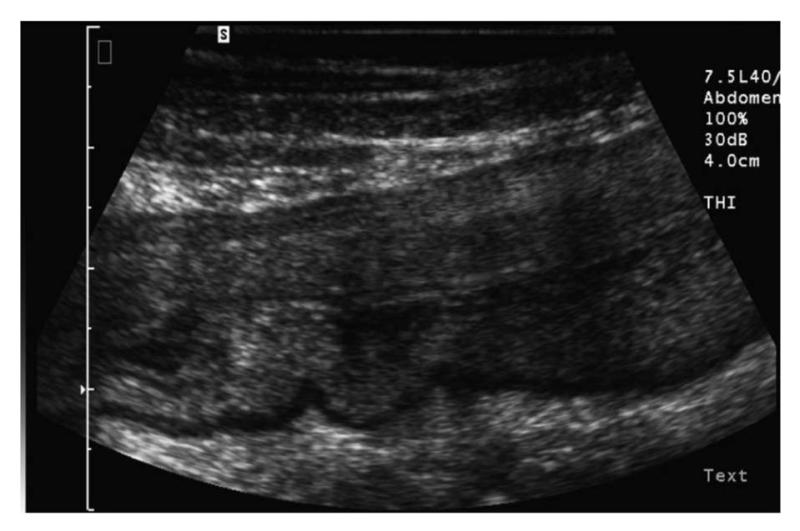 S
7.5L40/
Abdomen
100%
30dB
4.0cm
THI
Text